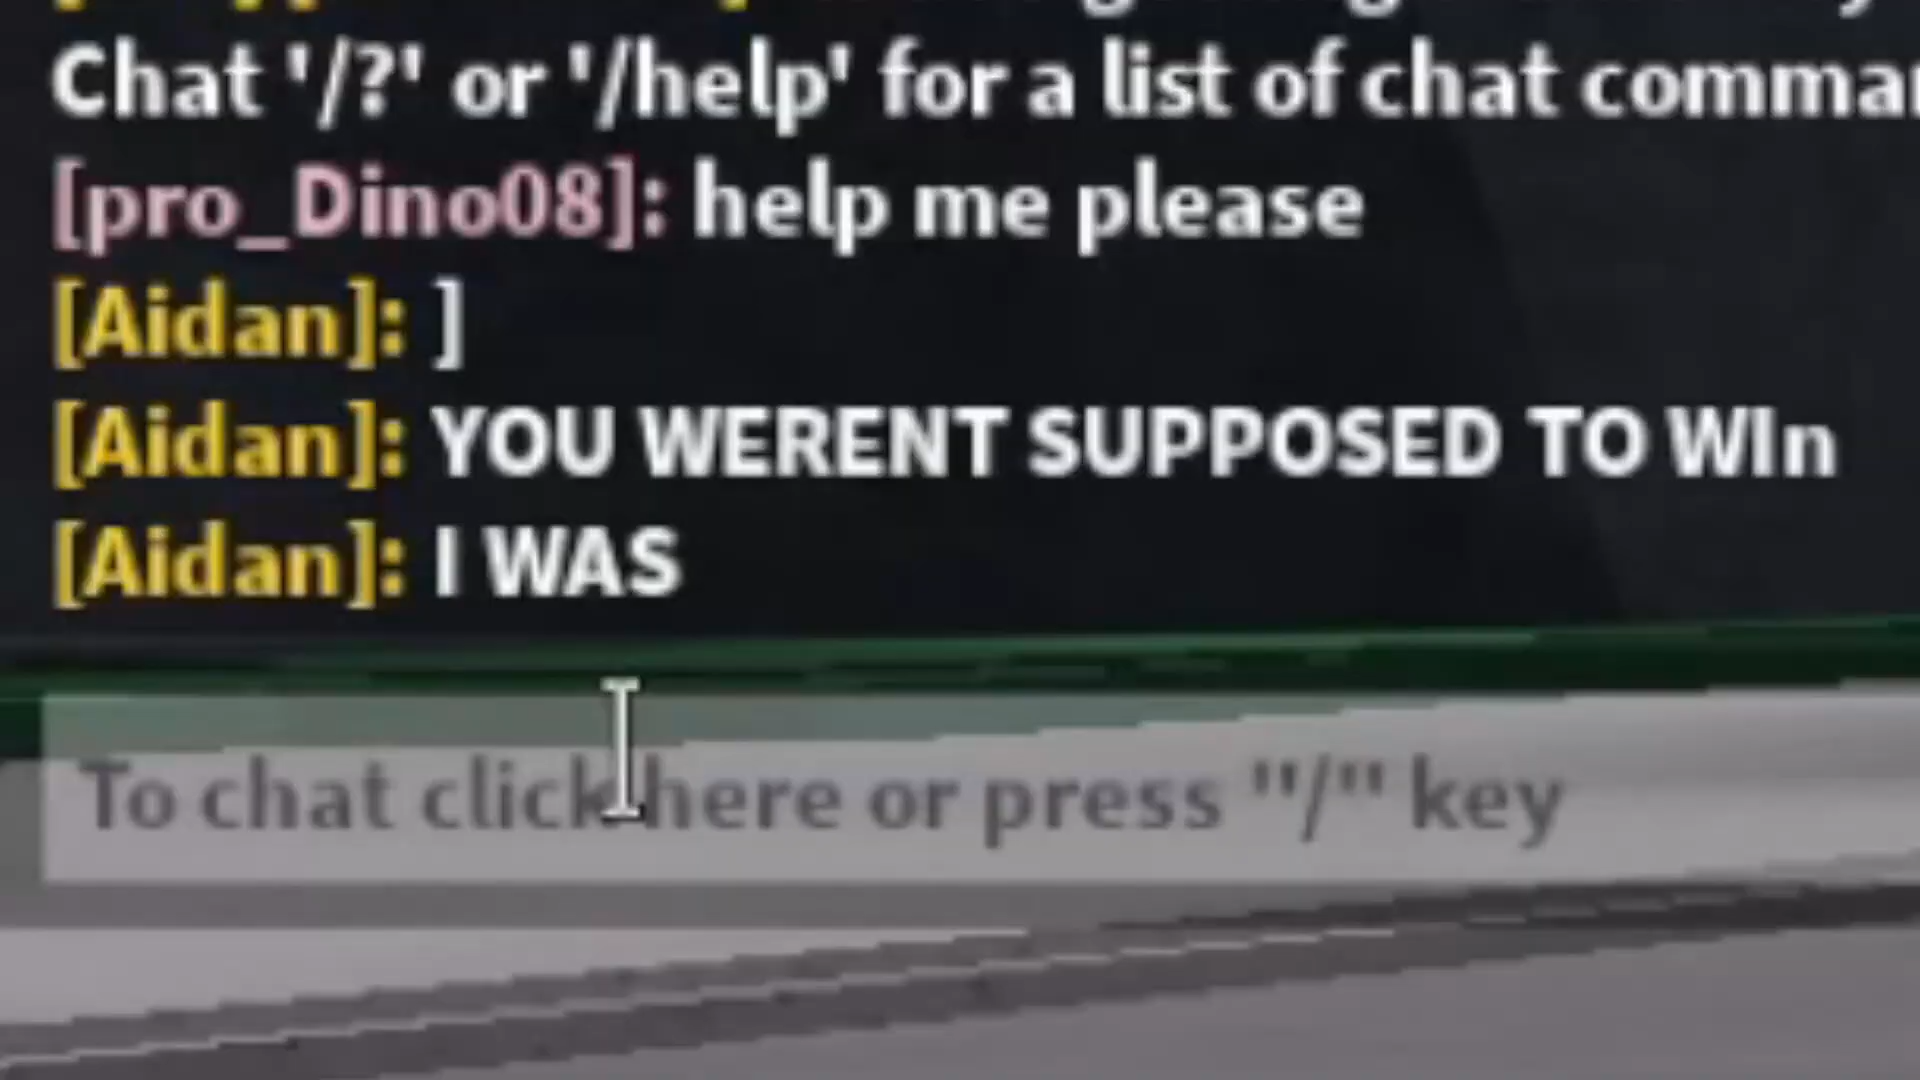 Chat '/?' or '/help' for a list of chat
[pro_Dino08]: help me please
[Aidan]: ]
[Aidan]: YOU WERENT SUPPOSED TO WIn
[Aidan]: I WAS
To chat click here or press "/" key